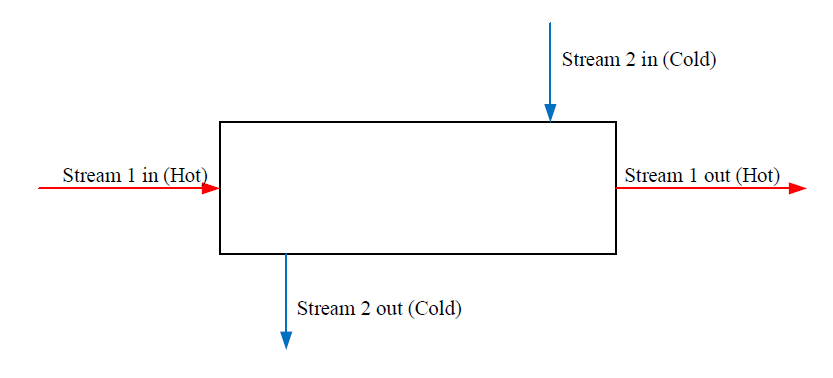 Stream 2 in (Cold)
Stream 1 in (Hot)
Stream 1 out (Hot)
Stream 2 out (Cold)